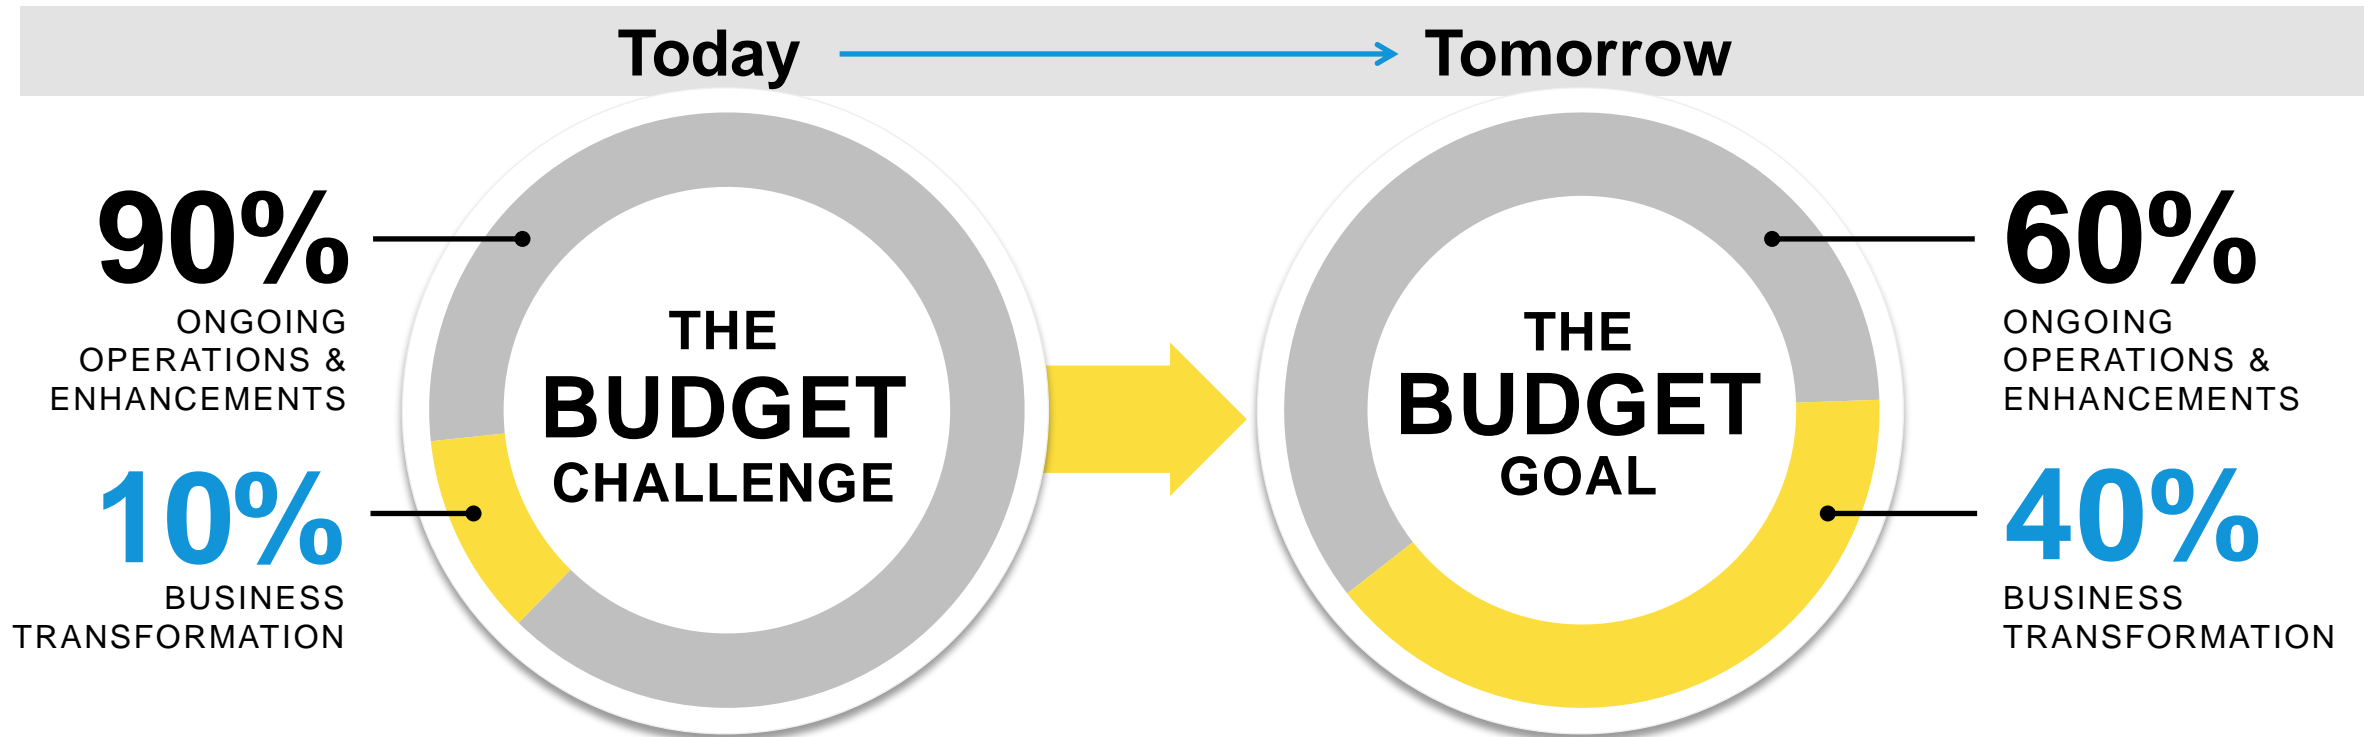 Today
Tomorrow
90%
ONGOING
OPERATIONS &
ENHANCEMENTS
10%
BUSINESS
TRANSFORMATION
THE
BUDGET
CHALLENGE
THE
BUDGET
GOAL
60%
ONGOING
OPERATIONS &
ENHANCEMENTS
40%
BUSINESS
TRANSFORMATION